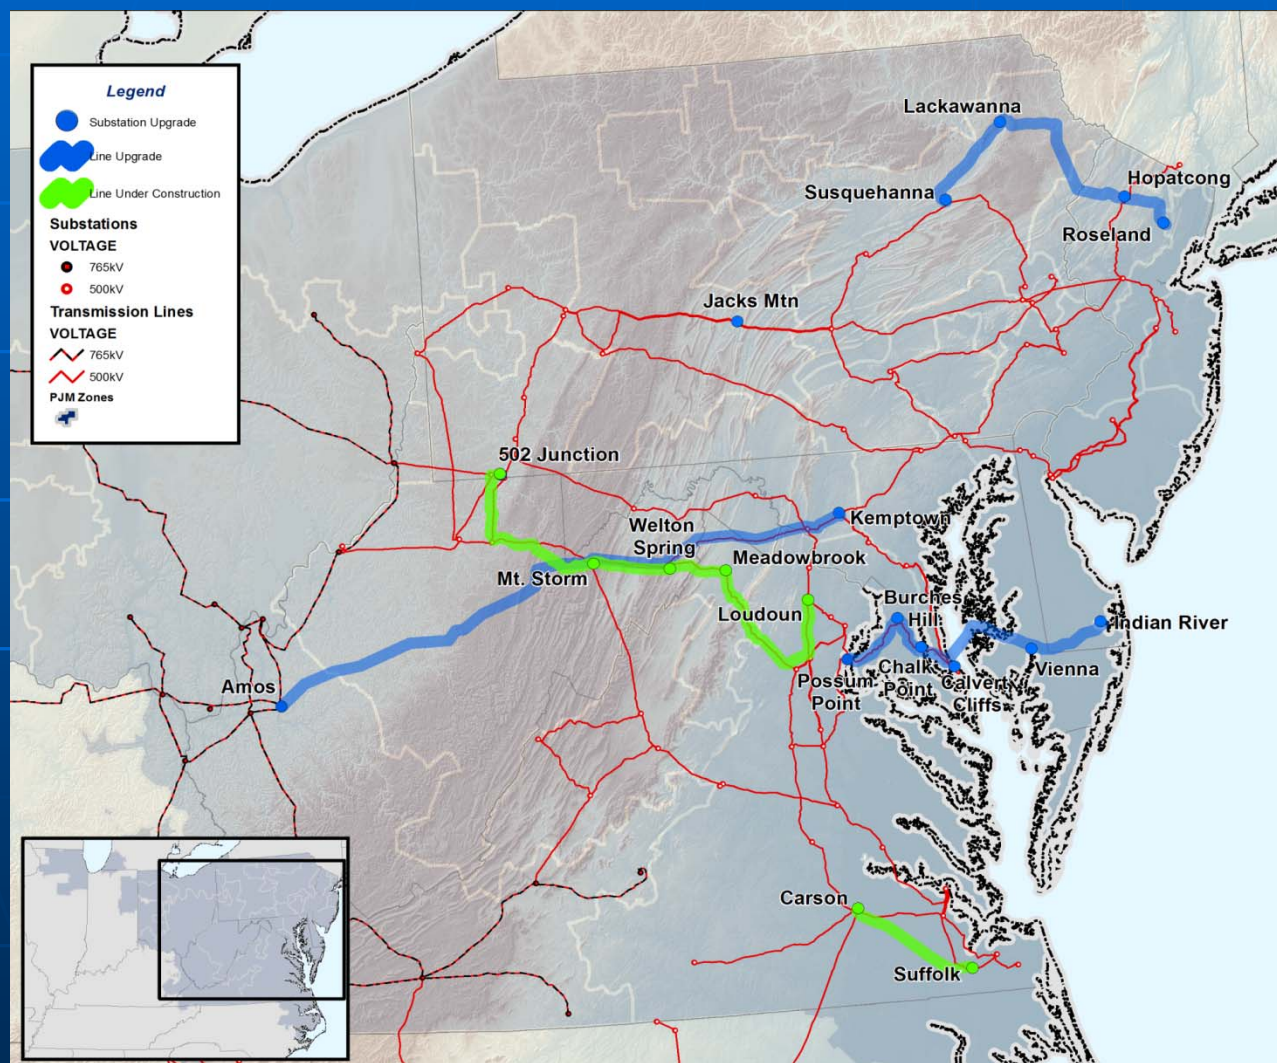 Legend
Substation Upgrade
Line Upgrade
Line Under Construction
Substations
VOLTAGE
765kV
500kV
Transmission Lines
VOLTAGE
765kV
500kV
PJM Zones
Lackawanna
Susquehanna
Hopatcong
Roseland
Jacks Mtn
502 Junction
Kemptown
Welton
Spring
Mt. Storm
Meadowbrook
Loudoun
Burches
Hill
Indian River
Amos
Possum
Point
Chalk
Point
Calvert
Cliffs
Vienna
Carson
Suffolk